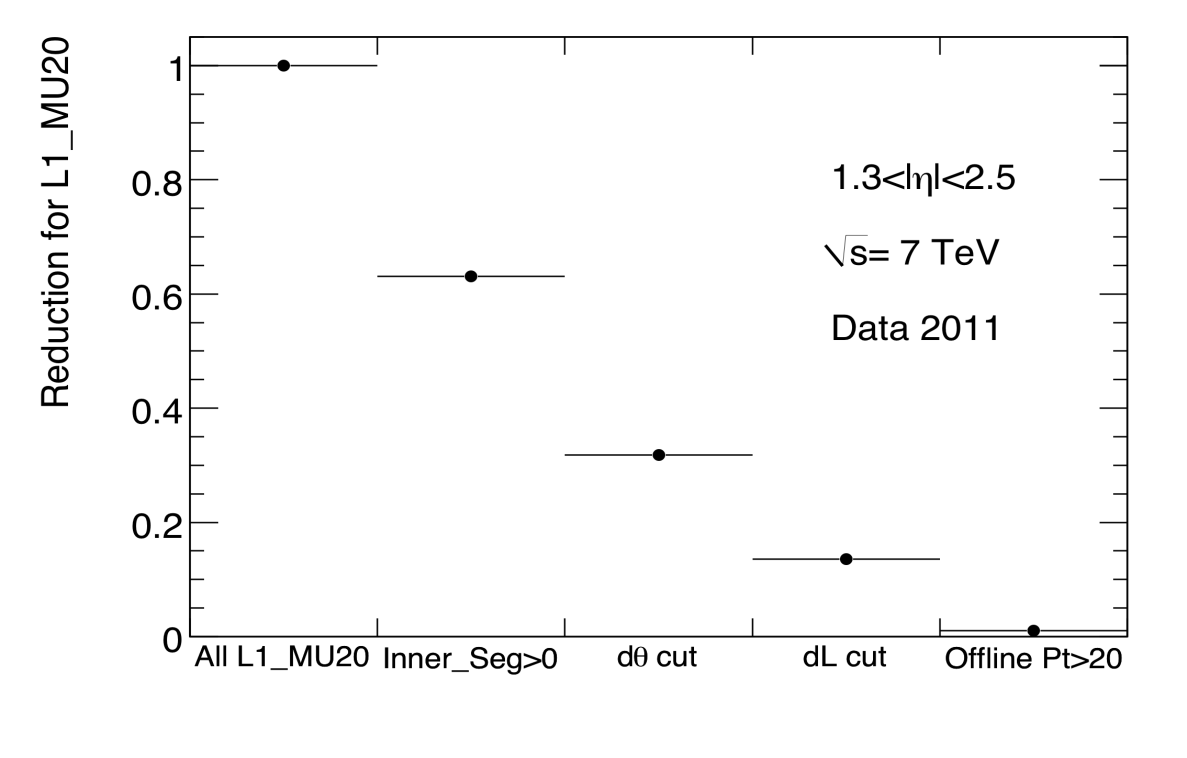 Reduction for L1_MU20
1
0.8
0.6
0.4
0.2
0
1.3<|η|<2.5
√s= 7 TeV
Data 2011
All L1_MU20 Inner_Seg>0 dθ cut dL cut Offline Pt>20